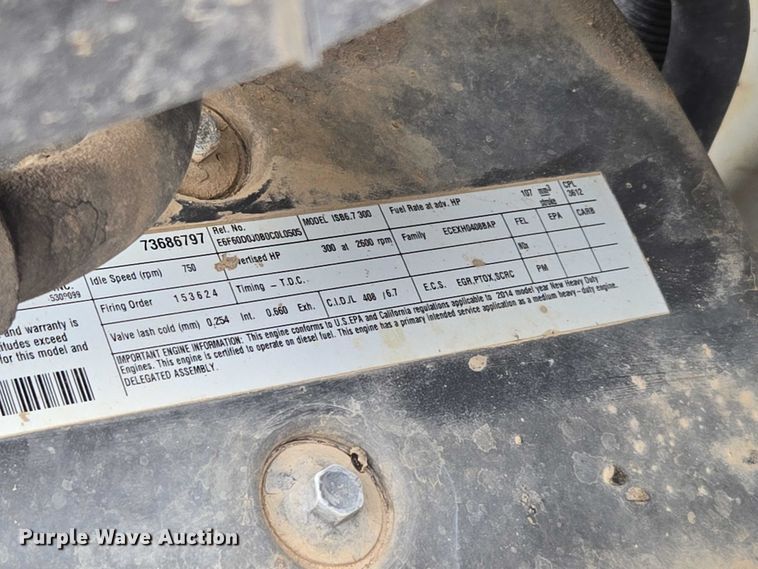 73686797 Ref. No. MODEL ISB6.7 300 Fuel Rate at adv. HP 107 mm³ stroke CPL 3612
E6F60D0J0B0C0L0S05
Idle Speed (rpm) 750 vertised HP 300 at 2600 rpm Family ECEXH0408BAP FEL EPA CARB
NC.
530P099 Firing Order 153624 Timing - T.D.C. NOx
and warranty is Valve lash cold (mm) 0.254 Int. 0.660 Exh. C.I.D./L 408 / 6.7 E.C.S. EGR,PTOX,SCRC PM
itudes exceed
for this model and
IMPORTANT ENGINE INFORMATION: This engine conforms to U.S.EPA and California regulations applicable to 2014 model year New Heavy Duty
Engines. This engine is certified to operate on diesel fuel. This engine has a primary intended service application as a medium heavy-duty engine.
DELEGATED ASSEMBLY.
Purple Wave Auction